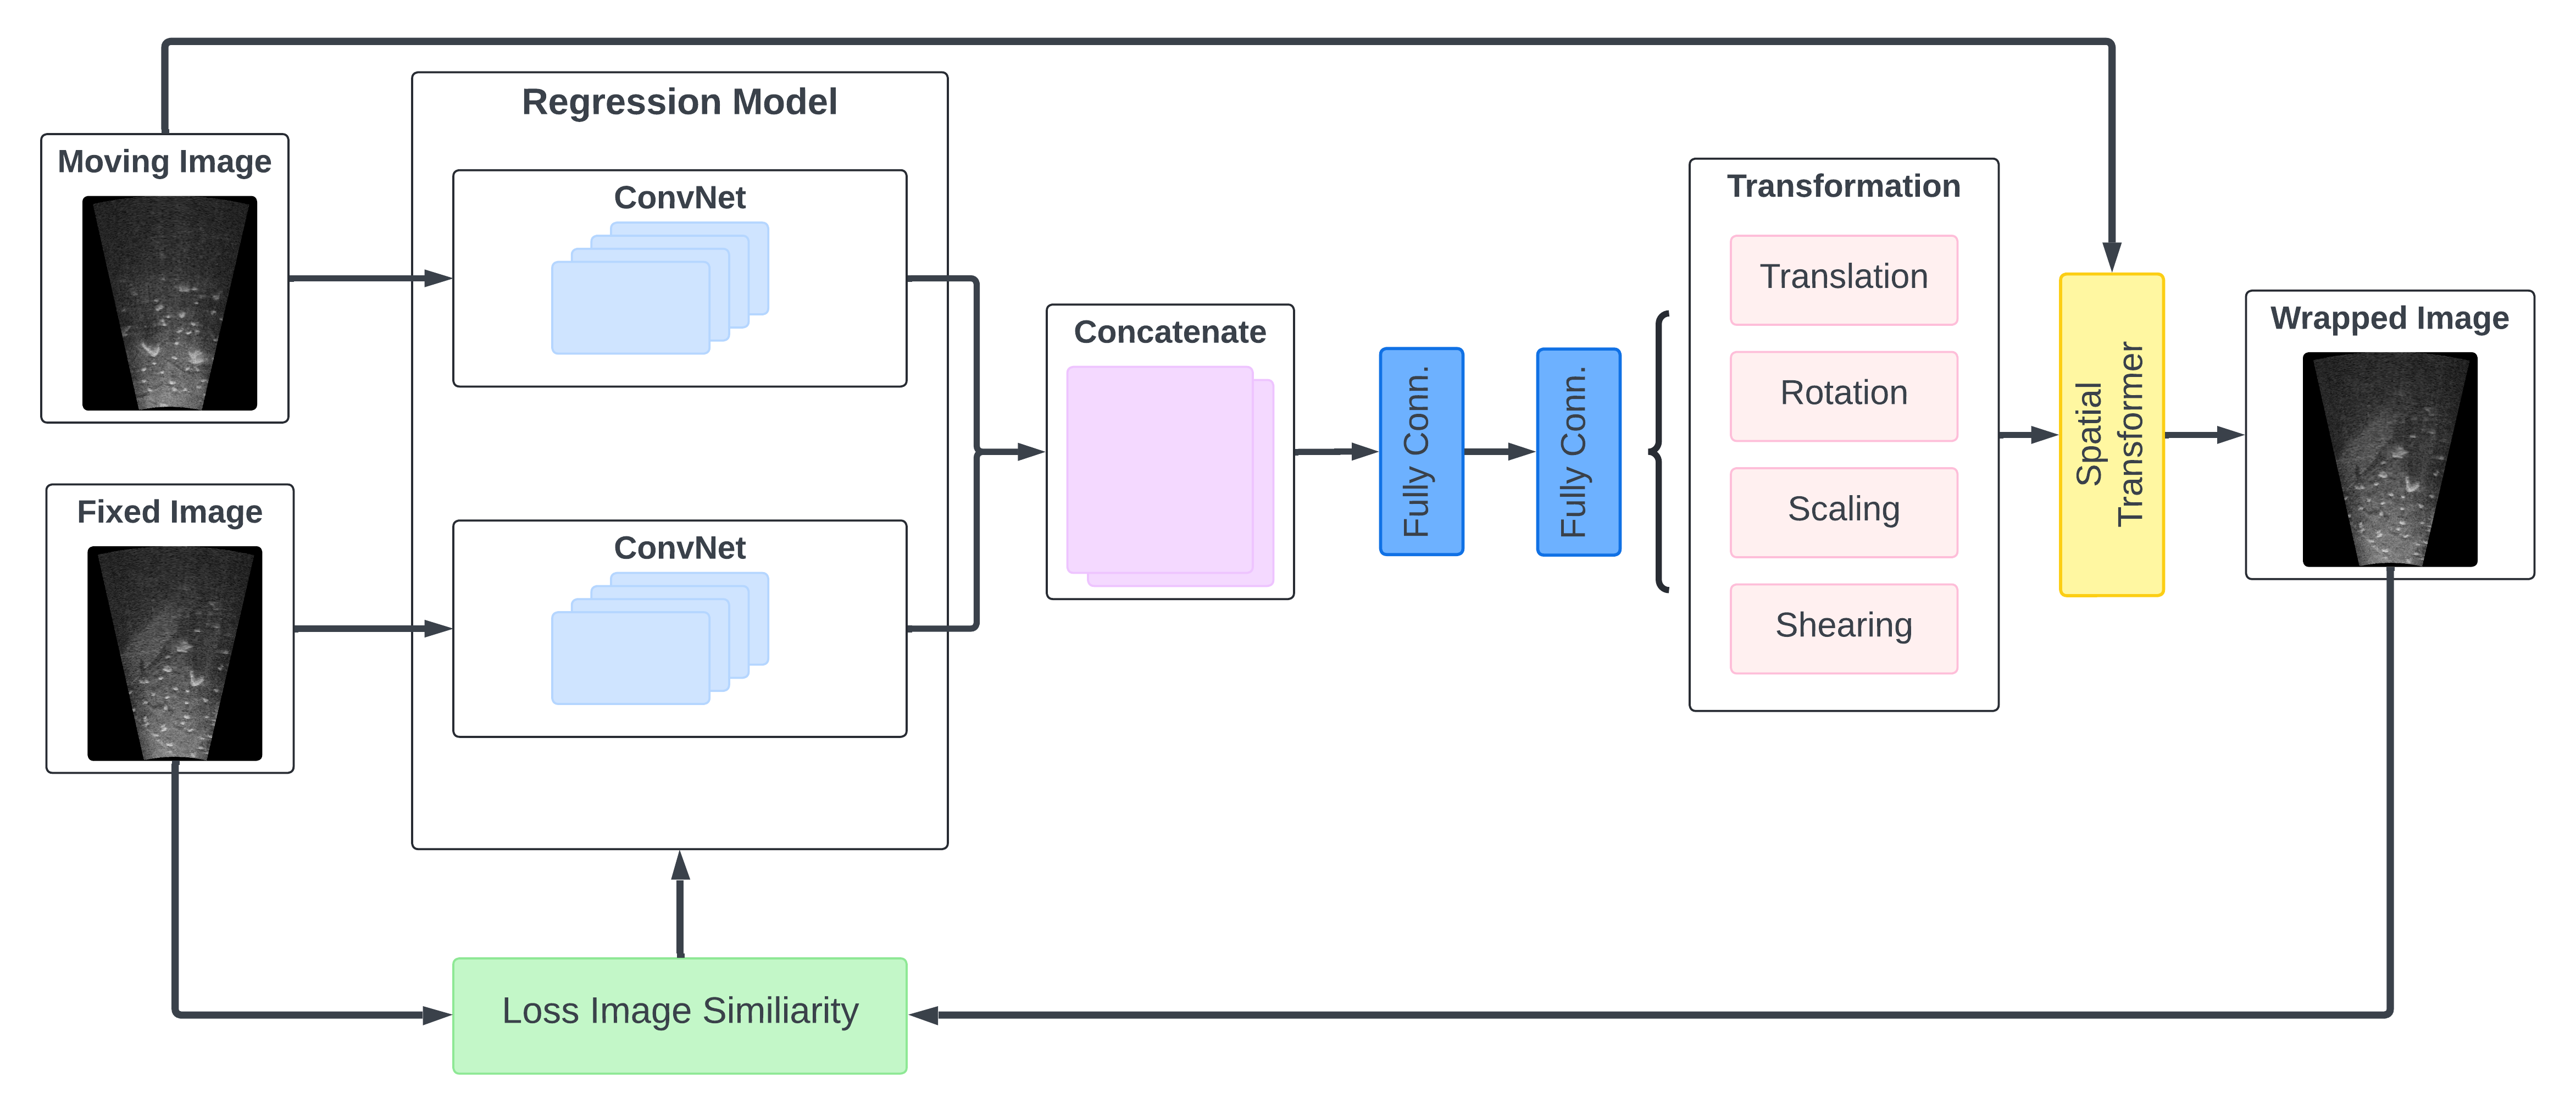 Regression Model
Moving Image
ConvNet
Fixed Image
ConvNet
Concatenate
Fully Conn.
Fully Conn.
Transformation
Translation
Rotation
Scaling
Shearing
Spatial
Transformer
Wrapped Image
Loss Image Similiarity